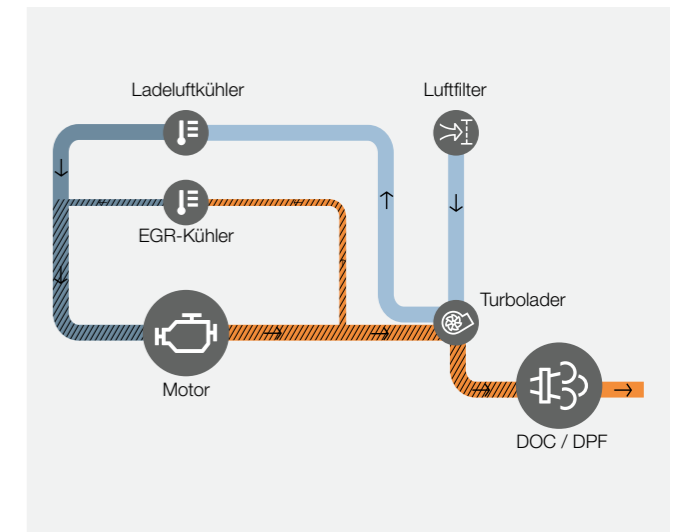 Ladeluftkühler
Luftfilter
EGR-Kühler
Turbolader
Motor
DOC / DPF